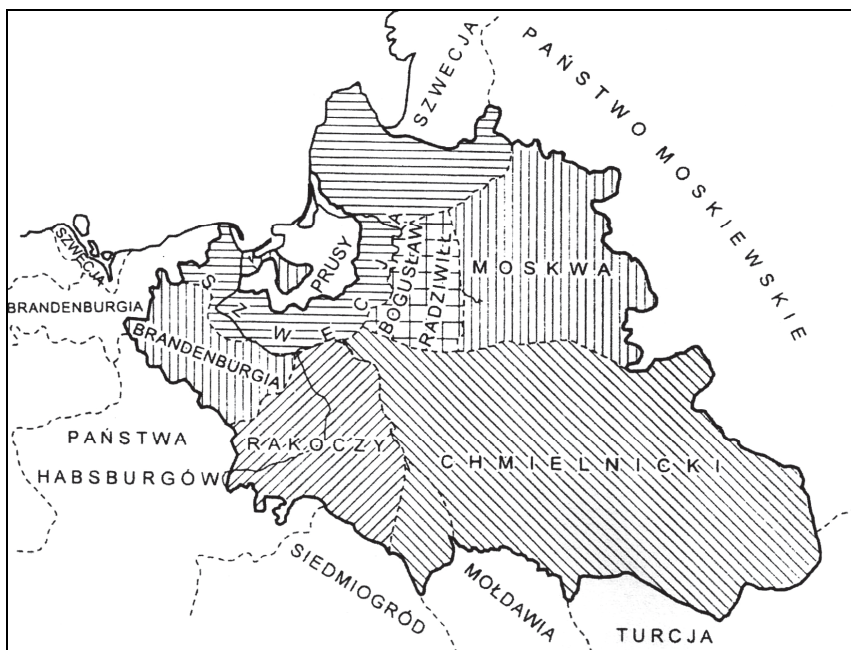 SZWECJA
PAŃSTWO MOSKIEWSKIE
SZWECJA
PRUSY
BOGUSŁAW
RADZIWIŁŁ
MOSKWA
BRANDENBURGIA
SZWECJA
BRANDENBURGIA
PAŃSTWA
HABSBURGÓW
RAKOCZY
CHMIELNICKI
SIEDMIOGRÓD
MOŁDAWIA
TURCJA